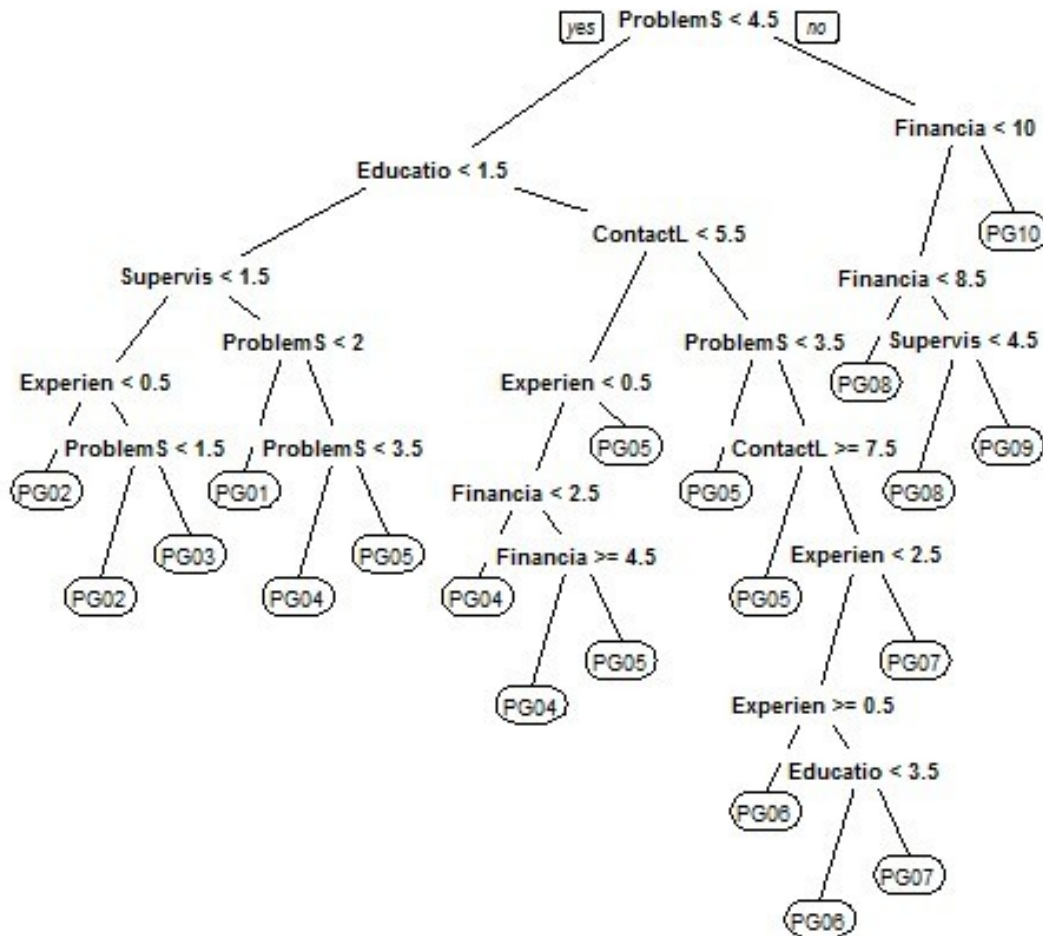 yes ProblemS < 4.5 no
Financia < 10
Educatio < 1.5
ContactL < 5.5
PG10
Supervis < 1.5
Financia < 8.5
ProblemS < 2
ProblemS < 3.5
Supervis < 4.5
Experien < 0.5
Experien < 0.5
PG08
ProblemS < 1.5
ProblemS < 3.5
PG05
ContactL >= 7.5
PG09
PG02
PG01
Financia < 2.5
PG05
PG08
PG03
PG05
Financia >= 4.5
Experien < 2.5
PG02
PG04
PG04
PG05
PG05
PG07
PG04
Experien >= 0.5
Educatio < 3.5
PG06
PG07
PG06